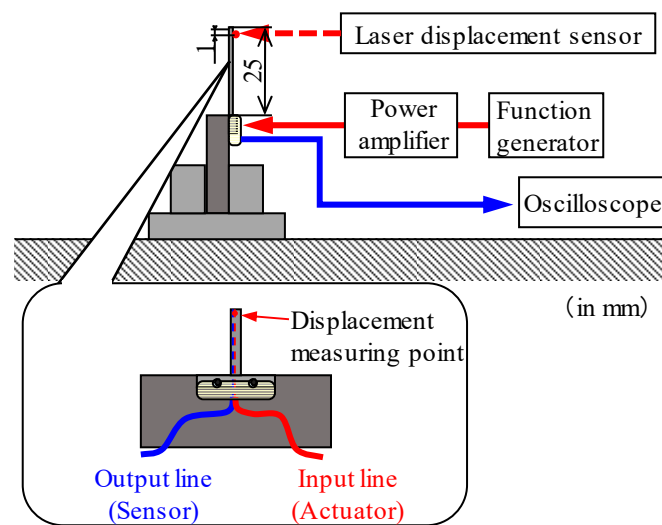 Laser displacement sensor
1
25
Power
amplifier
Function
generator
Oscilloscope
(in mm)
Displacement
measuring point
Output line
(Sensor)
Input line
(Actuator)